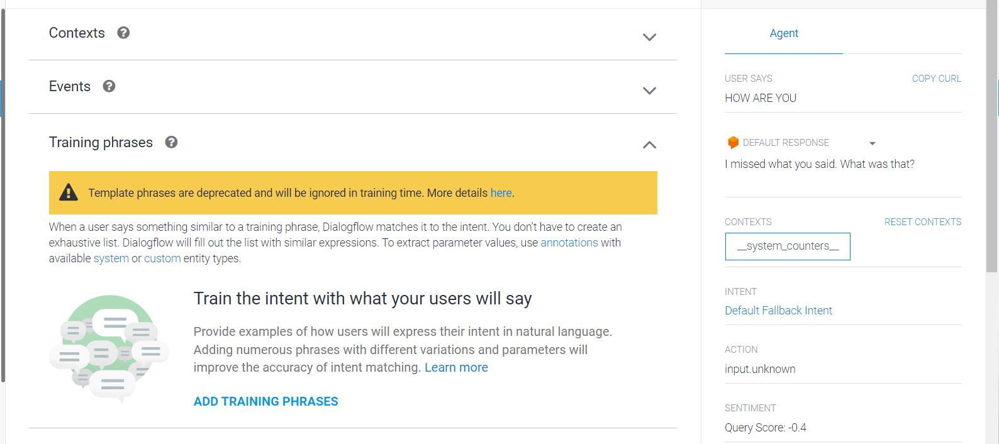 Contexts
Events
Training phrases
Template phrases are deprecated and will be ignored in training time. More details here.
When a user says something similar to a training phrase, Dialogflow matches it to the intent. You don’t have to create an
exhaustive list. Dialogflow will fill out the list with similar expressions. To extract parameter values, use annotations with
available system or custom entity types.
Train the intent with what your users will say
Provide examples of how users will express their intent in natural language.
Adding numerous phrases with different variations and parameters will
improve the accuracy of intent matching. Learn more
ADD TRAINING PHRASES
Agent
USER SAYS COPY CURL
HOW ARE YOU
DEFAULT RESPONSE
I missed what you said. What was that?
CONTEXTS RESET CONTEXTS
__system_counters__
INTENT
Default Fallback Intent
ACTION
input.unknown
SENTIMENT
Query Score: -0.4